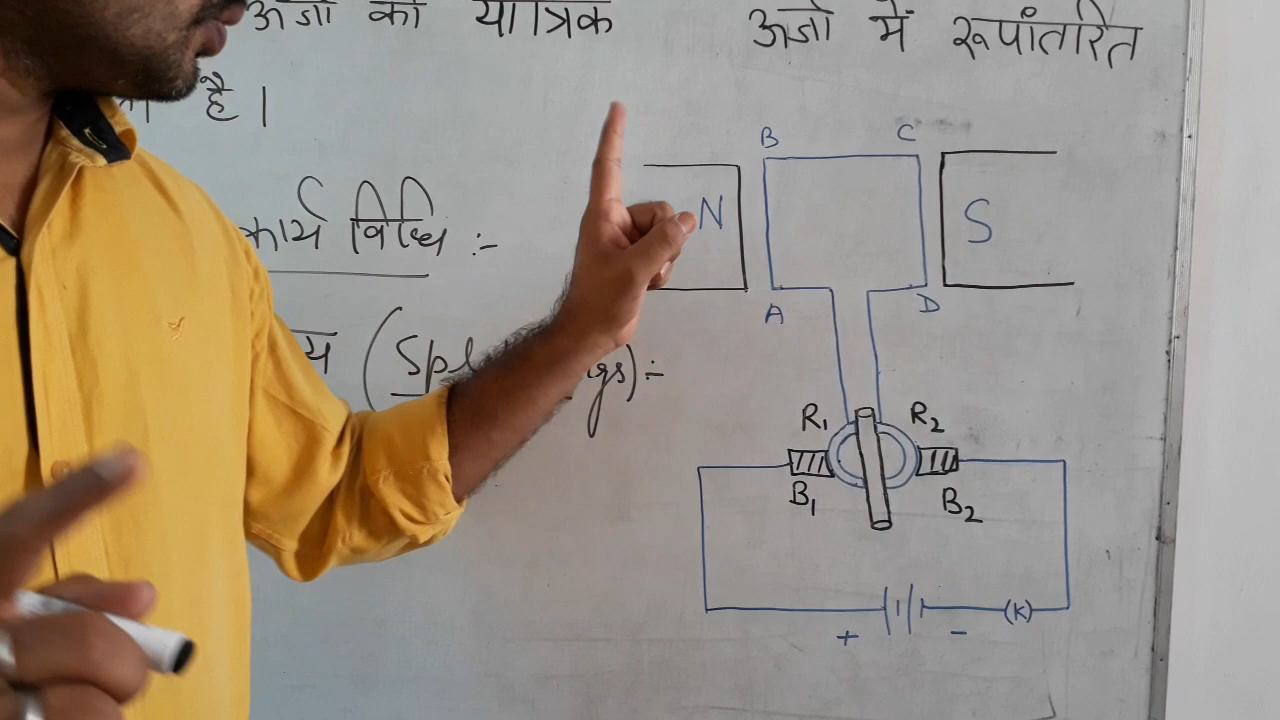 ऊर्जा को यांत्रिक ऊर्जा में रूपांतरित
है।
कार्य विधि :-
B C
N S
A D
R₁ R₂
B₁ B₂
(K)
+ -